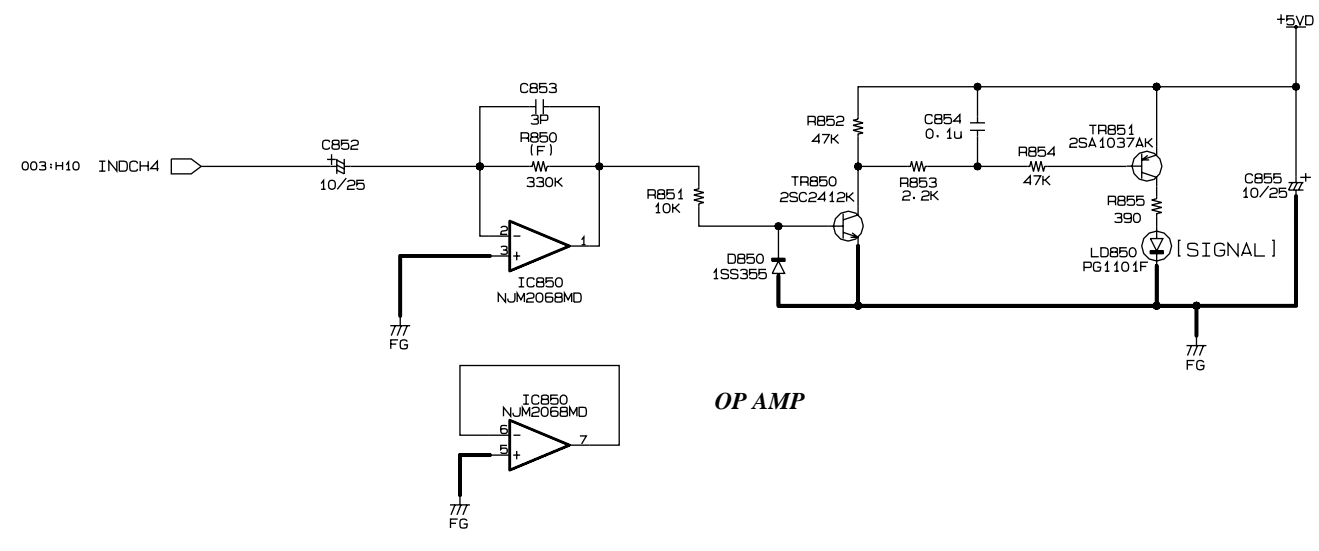 +5VD
C853
3P
R850
(F)
330K
C852
+
10/25
003:H10 INDCH4
R851
10K
2
-
3
+
1
IC850
NJM2068MD
FG
D850
1SS355
TR850
2SC2412K
R852
47K
C854
0.1u
R853
2.2K
R854
47K
TR851
2SA1037AK
R855
390
LD850
PG1101F
[SIGNAL]
C855
+
10/25
FG
IC850
NJM2068MD
6
-
5
+
7
FG
OP AMP